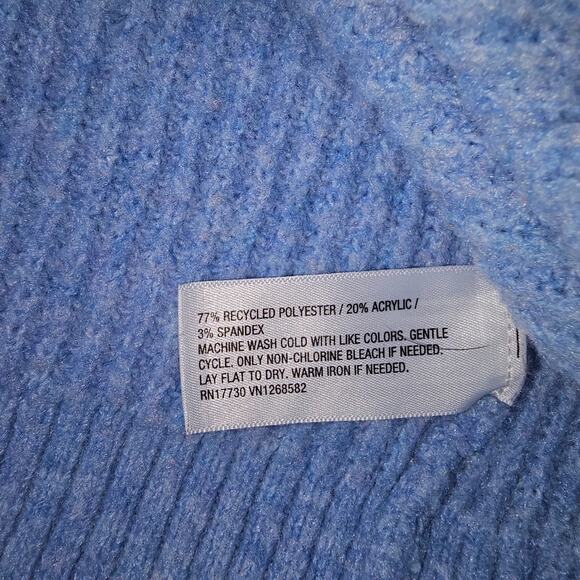 77% RECYCLED POLYESTER / 20% ACRYLIC /
3% SPANDEX
MACHINE WASH COLD WITH LIKE COLORS. GENTLE
CYCLE. ONLY NON-CHLORINE BLEACH IF NEEDED.
LAY FLAT TO DRY. WARM IRON IF NEEDED.
RN17730 VN1268582